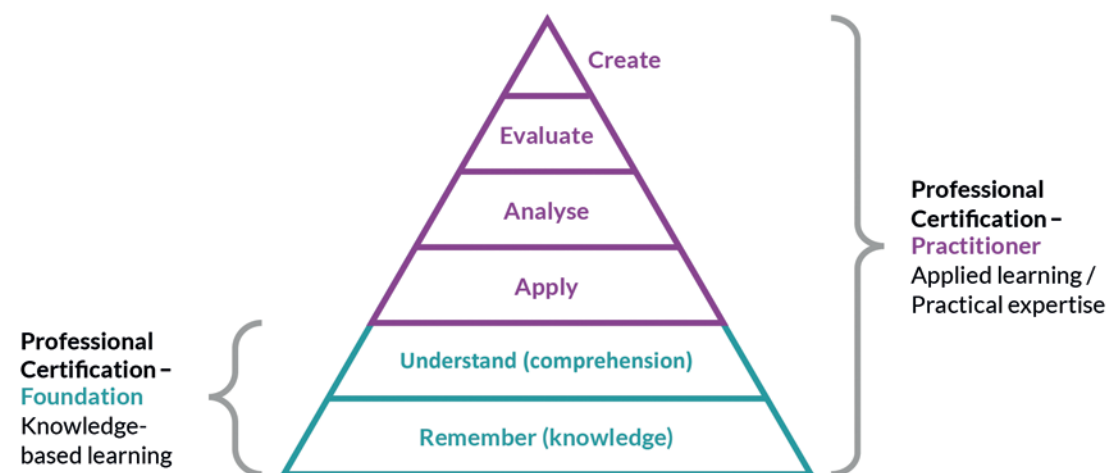 Create
Evaluate
Analyse
Apply
Understand (comprehension)
Remember (knowledge)
Professional
Certification –
Foundation
Knowledge-
based learning
Professional
Certification –
Practitioner
Applied learning /
Practical expertise